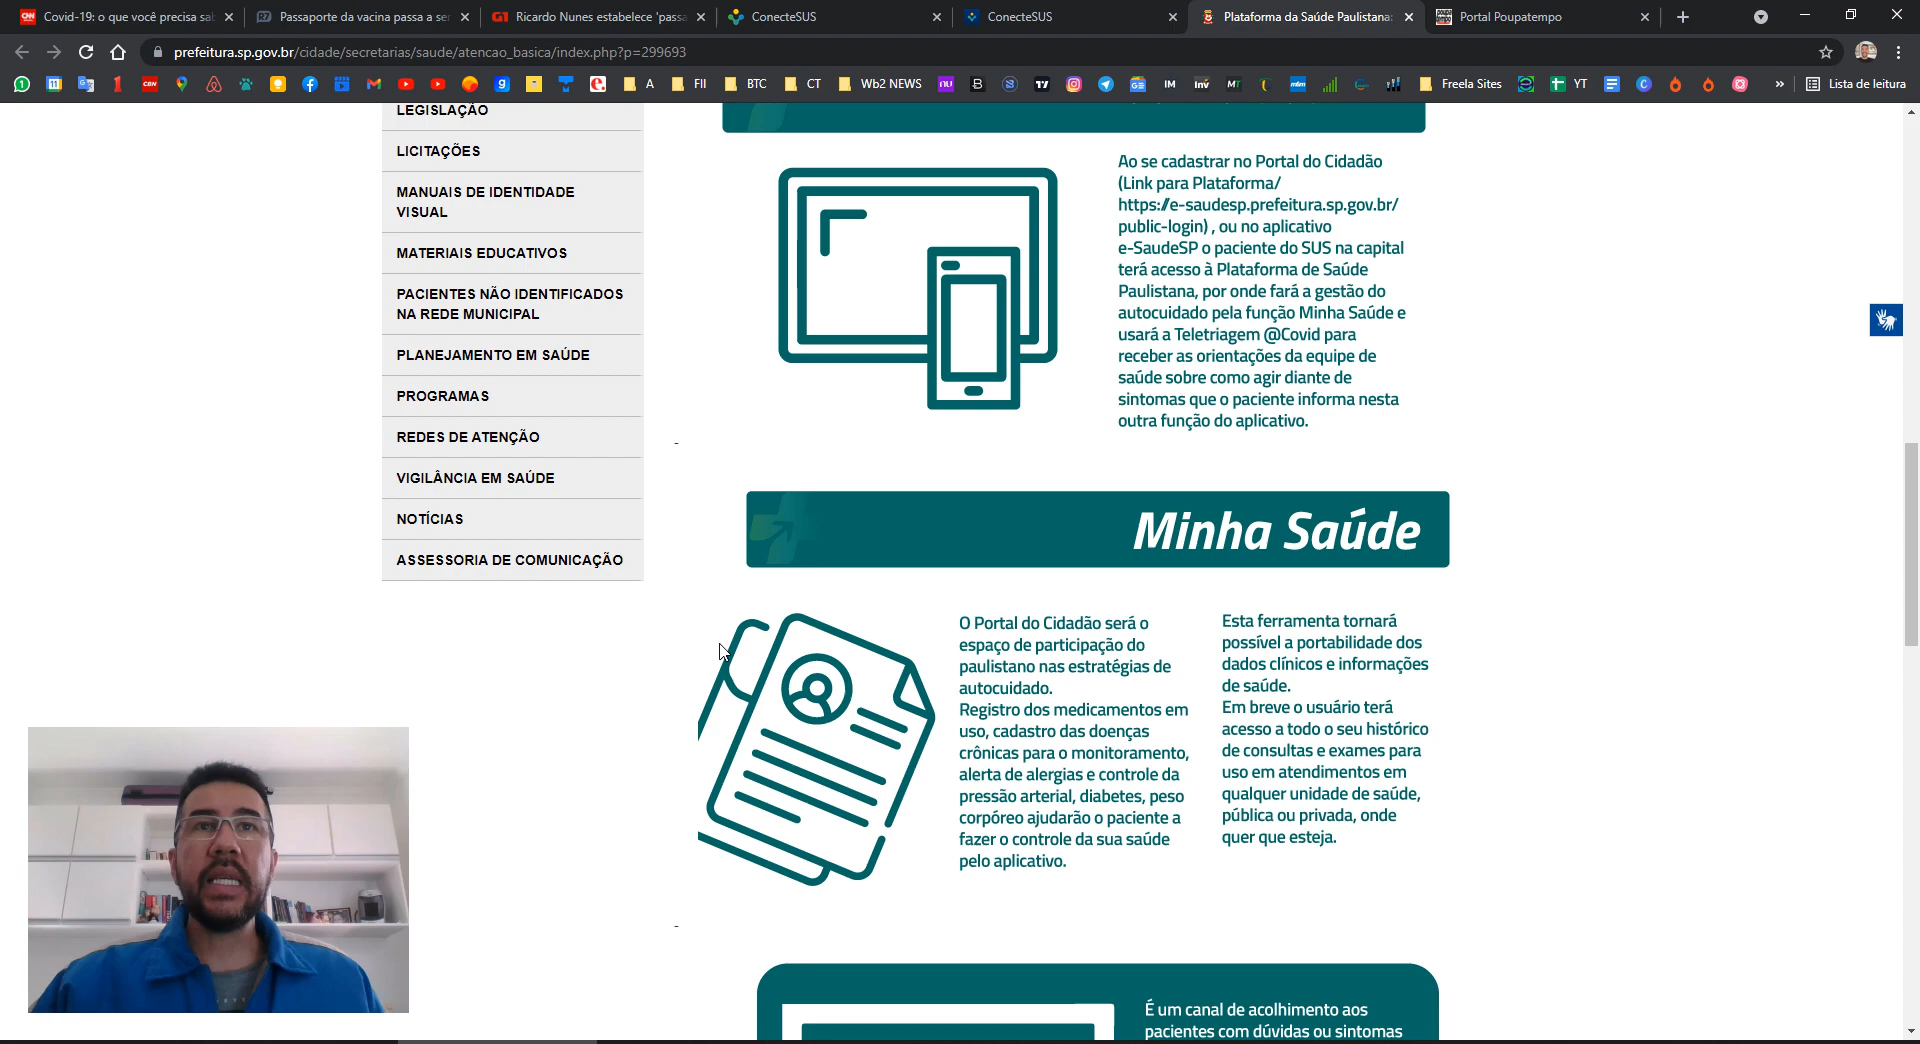 Covid-19: o que você precisa sal
Passaporte da vacina passa a ser
Ricardo Nunes estabelece 'passa
ConecteSUS
ConecteSUS
Plataforma da Saúde Paulistana:
Portal Poupatempo
prefeitura.sp.gov.br/cidade/secretarias/saude/atencao_basica/index.php?p=299693
A
FII
BTC
CT
Wb2 NEWS
IM
Inv
MT
Freela Sites
YT
Lista de leitura
LEGISLAÇÃO
LICITAÇÕES
MANUAIS DE IDENTIDADE
VISUAL
MATERIAIS EDUCATIVOS
PACIENTES NÃO IDENTIFICADOS
NA REDE MUNICIPAL
PLANEJAMENTO EM SAÚDE
PROGRAMAS
REDES DE ATENÇÃO
VIGILÂNCIA EM SAÚDE
NOTÍCIAS
ASSESSORIA DE COMUNICAÇÃO
Ao se cadastrar no Portal do Cidadão
(Link para Plataforma/
https://e-saudesp.prefeitura.sp.gov.br/
public-login) , ou no aplicativo
e-SaudeSP o paciente do SUS na capital
terá acesso à Plataforma de Saúde
Paulistana, por onde fará a gestão do
autocuidado pela função Minha Saúde e
usará a Teletriagem @Covid para
receber as orientações da equipe de
saúde sobre como agir diante de
sintomas que o paciente informa nesta
outra função do aplicativo.
Minha Saúde
O Portal do Cidadão será o
espaço de participação do
paulistano nas estratégias de
autocuidado.
Registro dos medicamentos em
uso, cadastro das doenças
crônicas para o monitoramento,
alerta de alergias e controle da
pressão arterial, diabetes, peso
corpóreo ajudarão o paciente a
fazer o controle da sua saúde
pelo aplicativo.
Esta ferramenta tornará
possível a portabilidade dos
dados clínicos e informações
de saúde.
Em breve o usuário terá
acesso a todo o seu histórico
de consultas e exames para
uso em atendimentos em
qualquer unidade de saúde,
pública ou privada, onde
quer que esteja.
É um canal de acolhimento aos
pacientes com dúvidas ou sintomas